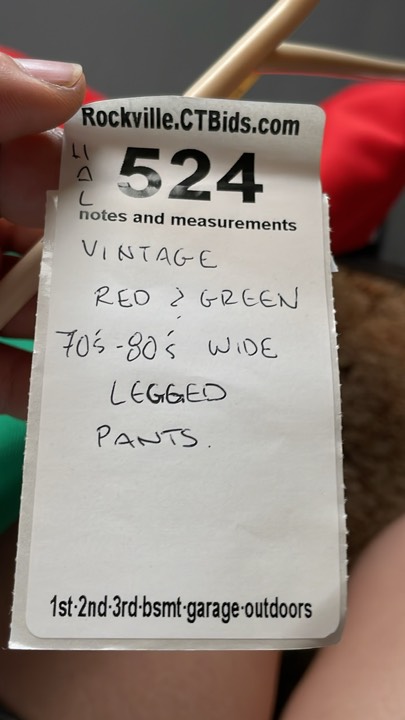 Rockville.CTBids.com
524
notes and measurements
VINTAGE
RED & GREEN
70's-80's WIDE
LEGGED
PANTS.
1st·2nd·3rd·bsmt·garage·outdoors